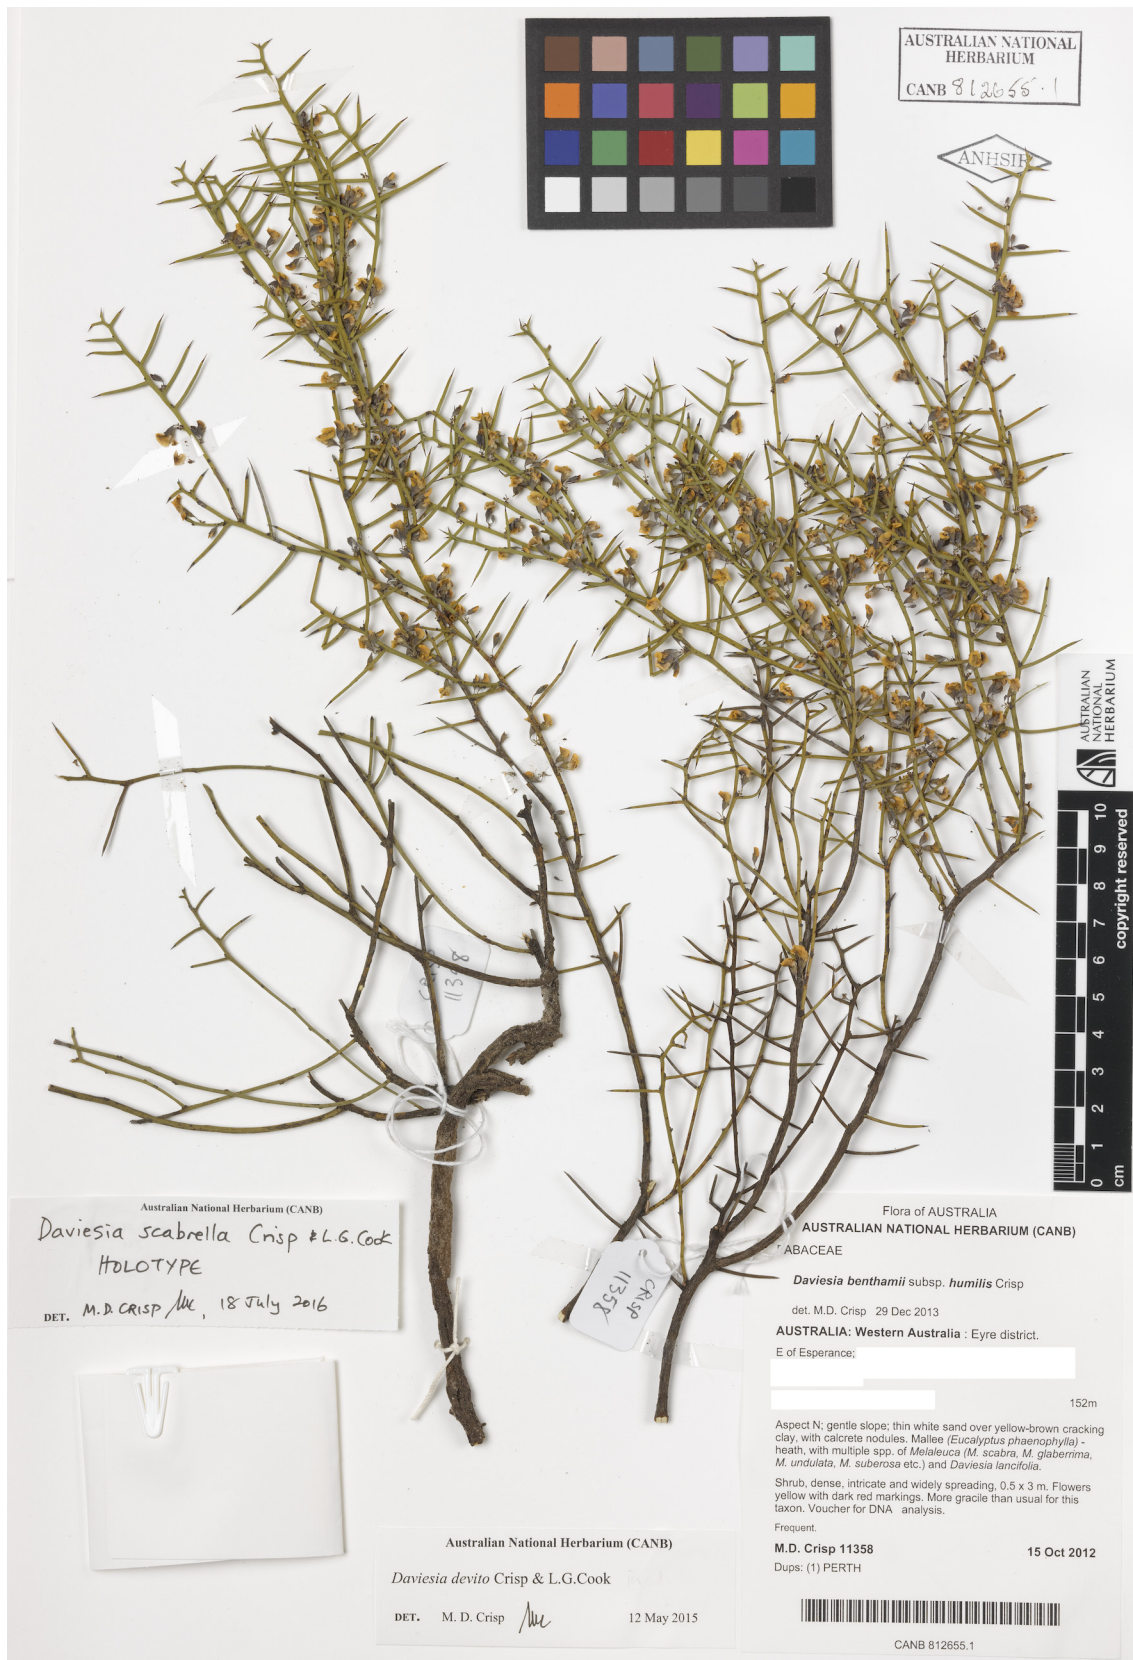 AUSTRALIAN NATIONAL
HERBARIUM
CANB 812655.1
ANHSIR
AUSTRALIAN
NATIONAL
HERBARIUM
10
9
8
7
6
5
4
3
2
1
0
cm
copyright reserved
11358
CRISP
11358
Australian National Herbarium (CANB)
Daviesia scabrella Crisp & L.G.Cook
HOLOTYPE
DET. M.D.CRISP, 18 July 2016
Flora of AUSTRALIA
AUSTRALIAN NATIONAL HERBARIUM (CANB)
ABACEAE
Daviesia benthamii subsp. humilis Crisp
det. M.D. Crisp 29 Dec 2013
AUSTRALIA: Western Australia : Eyre district.
E of Esperance;
152m
Aspect N; gentle slope; thin white sand over yellow-brown cracking
clay, with calcrete nodules. Mallee (Eucalyptus phaenophylla) -
heath, with multiple spp. of Melaleuca (M. scabra, M. glaberrima,
M. undulata, M. suberosa etc.) and Daviesia lancifolia.
Shrub, dense, intricate and widely spreading, 0.5 x 3 m. Flowers
yellow with dark red markings. More gracile than usual for this
taxon. Voucher for DNA analysis.
Frequent.
M.D. Crisp 11358 15 Oct 2012
Dups: (1) PERTH
CANB 812655.1
Australian National Herbarium (CANB)
Daviesia devito Crisp & L.G.Cook
DET. M. D. Crisp 12 May 2015